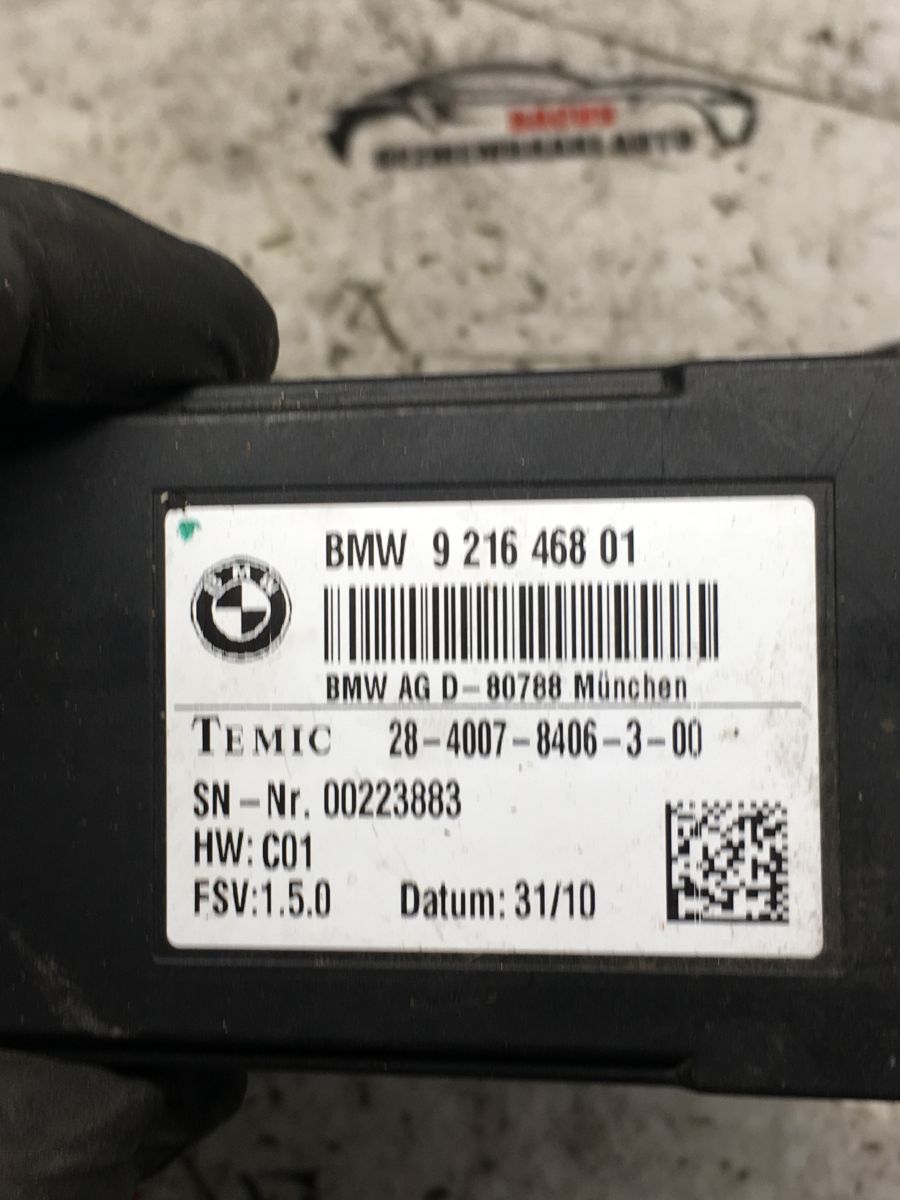 BMW 9 216 468 01
BMW
BMW AG D-80788 München
TEMIC 28-4007-8406-3-00
SN-Nr. 00223883
HW: C01
FSV:1.5.0 Datum: 31/10